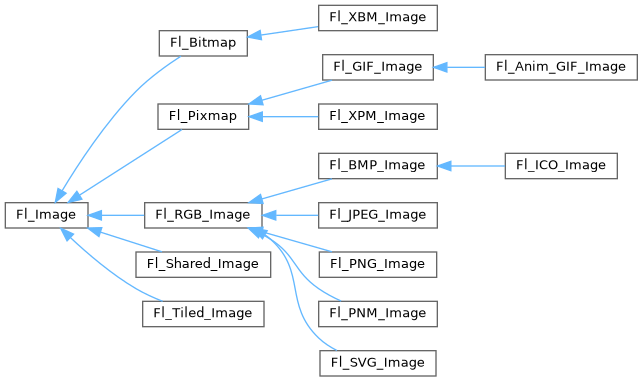 Fl_XBM_Image
Fl_Bitmap
Fl_GIF_Image
Fl_Anim_GIF_Image
Fl_Pixmap
Fl_XPM_Image
Fl_BMP_Image
Fl_ICO_Image
Fl_Image
Fl_RGB_Image
Fl_JPEG_Image
Fl_Shared_Image
Fl_PNG_Image
Fl_Tiled_Image
Fl_PNM_Image
Fl_SVG_Image